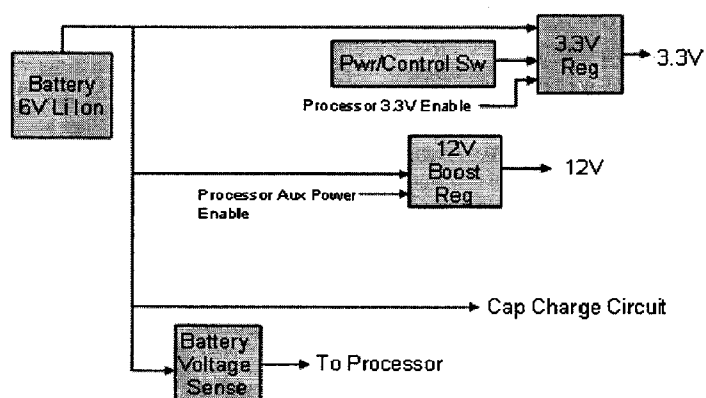 3.3V
Reg
3.3V
Pwr/Control Sw
Battery
6V Li Ion
Processor 3.3V Enable
12V
Boost
Reg
12V
Processor Aux Power
Enable
Cap Charge Circuit
Battery
Voltage
Sense
To Processor